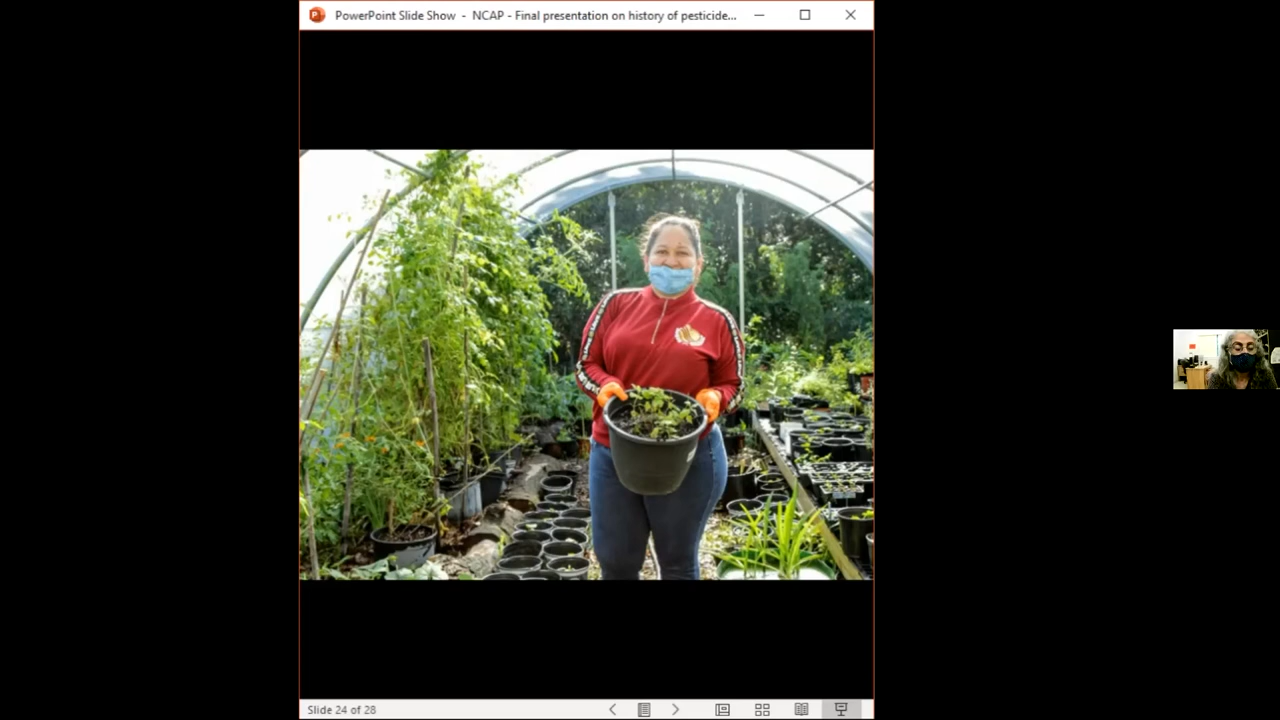 PowerPoint Slide Show - NCAP - Final presentation on history of pesticide...
Slide 24 of 28